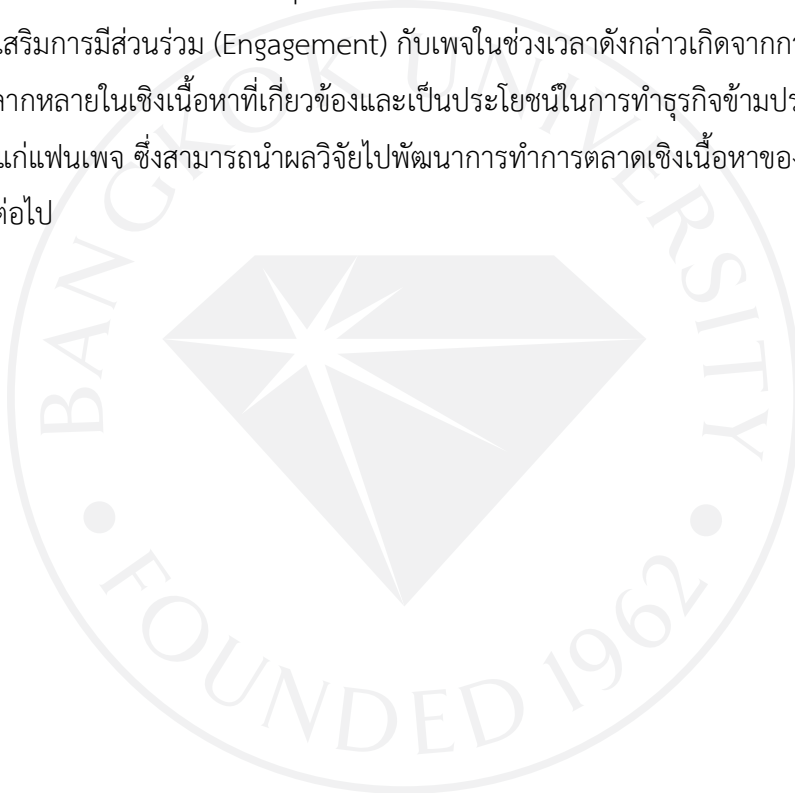 เสริมการมีส่วนร่วม (Engagement) กับเพจในช่วงเวลาดังกล่าวเกิดจากก
ลากหลายในเชิงเนื้อหาที่เกี่ยวข้องและเป็นประโยชน์ในการทำธุรกิจข้ามปร
แก่แฟนเพจ ซึ่งสามารถนำผลวิจัยไปพัฒนาการทำการตลาดเชิงเนื้อหาของ
ต่อไป
BANGKOK UNIVERSITY
FOUNDED 1962